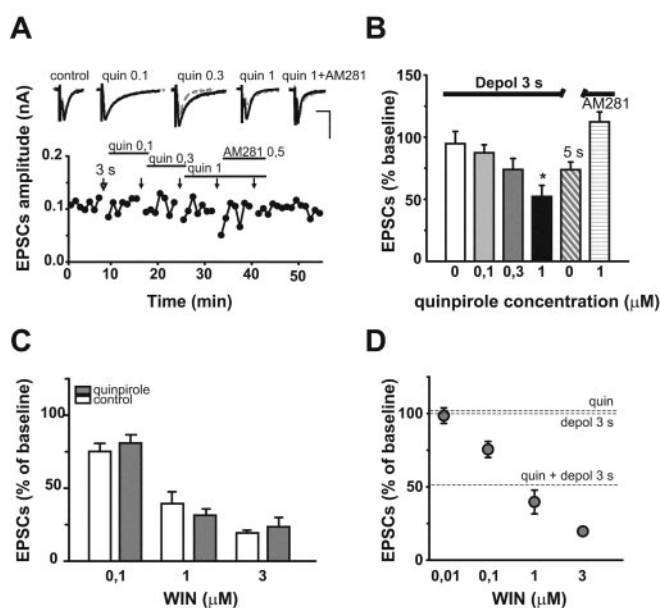 A
control quin 0.1 quin 0.3 quin 1 quin 1+AM281
EPSCs amplitude (nA)
0.2
0.1
0.0
3 s
quin 0,1
quin 0,3
quin 1
AM281 0,5
0 10 20 30 40 50
Time (min)
B
EPSCs (% baseline)
150
100
50
0
Depol 3 s
AM281
5 s
*
0 0,1 0,3 1 0 1
quinpirole concentration (μM)
C
EPSCs (% of baseline)
100
50
0
quinpirole
control
0,1 1 3
WIN (μM)
D
EPSCs (% of baseline)
100
50
0
quin
depol 3 s
quin + depol 3 s
0,01 0,1 1 3
WIN (μM)